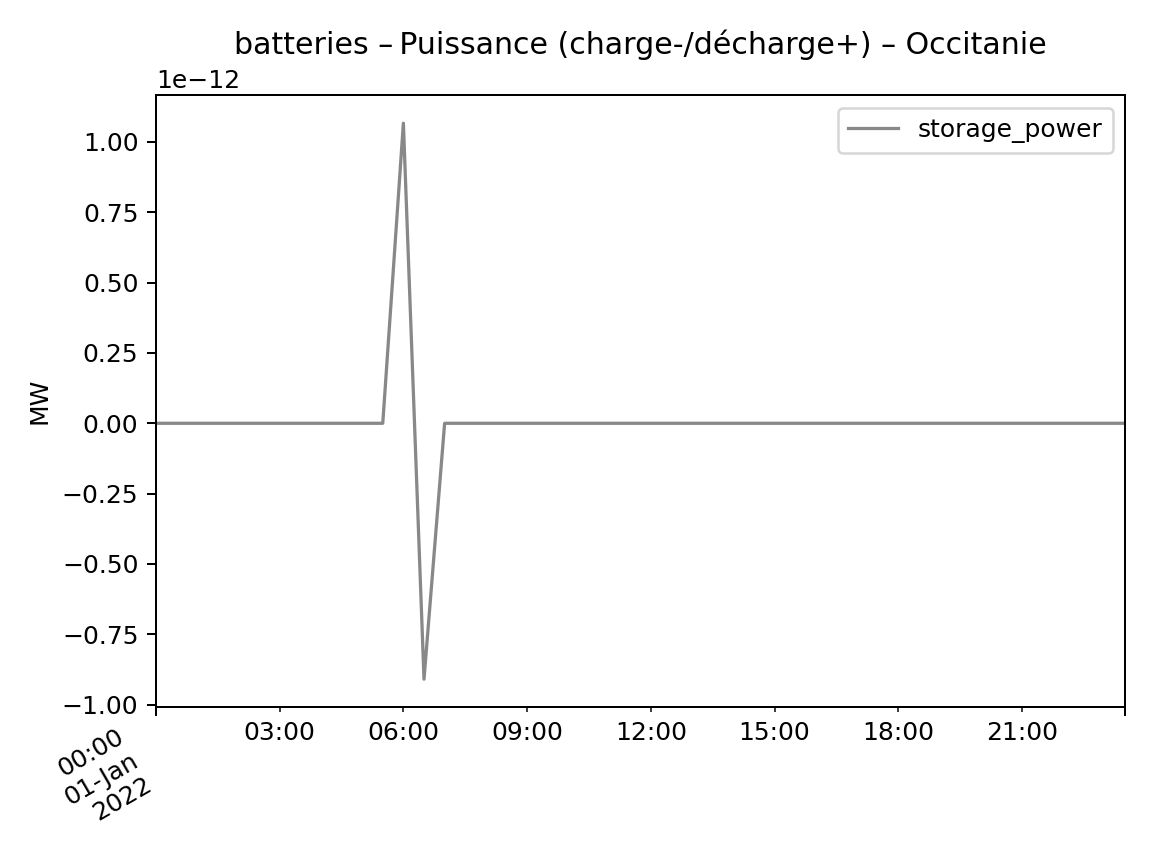 batteries – Puissance (charge-/décharge+) – Occitanie
1e−12
storage_power
1.00
0.75
0.50
0.25
0.00
−0.25
−0.50
−0.75
−1.00
MW
00:00
01-Jan
2022
03:00 06:00 09:00 12:00 15:00 18:00 21:00